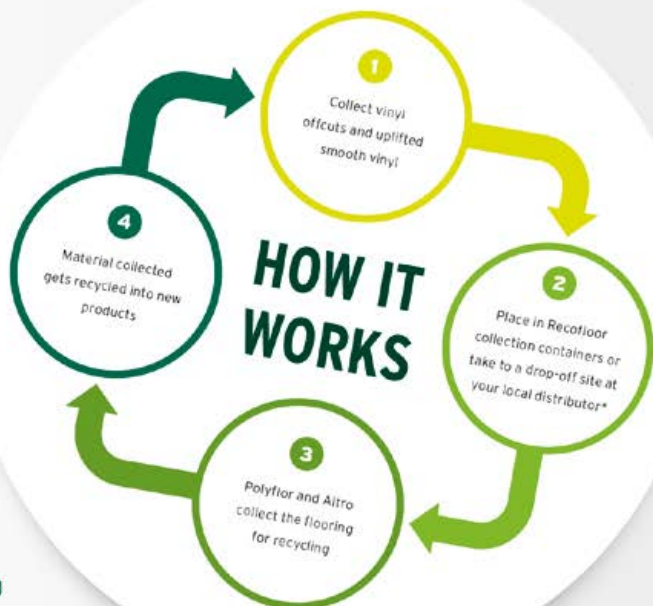 HOW IT
WORKS
1
Collect vinyl
offcuts and uplifted
smooth vinyl
2
Place in Recofloor
collection containers or
take to a drop-off site at
your local distributor*
3
Polyflor and Altro
collect the flooring
for recycling
4
Material collected
gets recycled into new
products